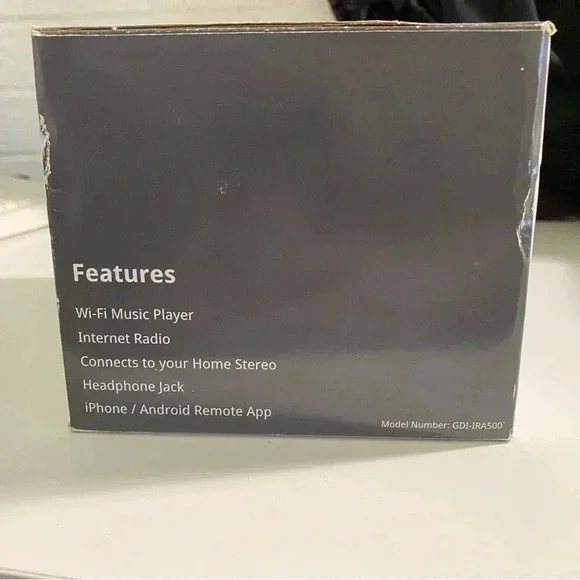 Features
Wi-Fi Music Player
Internet Radio
Connects to your Home Stereo
Headphone Jack
iPhone / Android Remote App
Model Number: GDI-IRA500